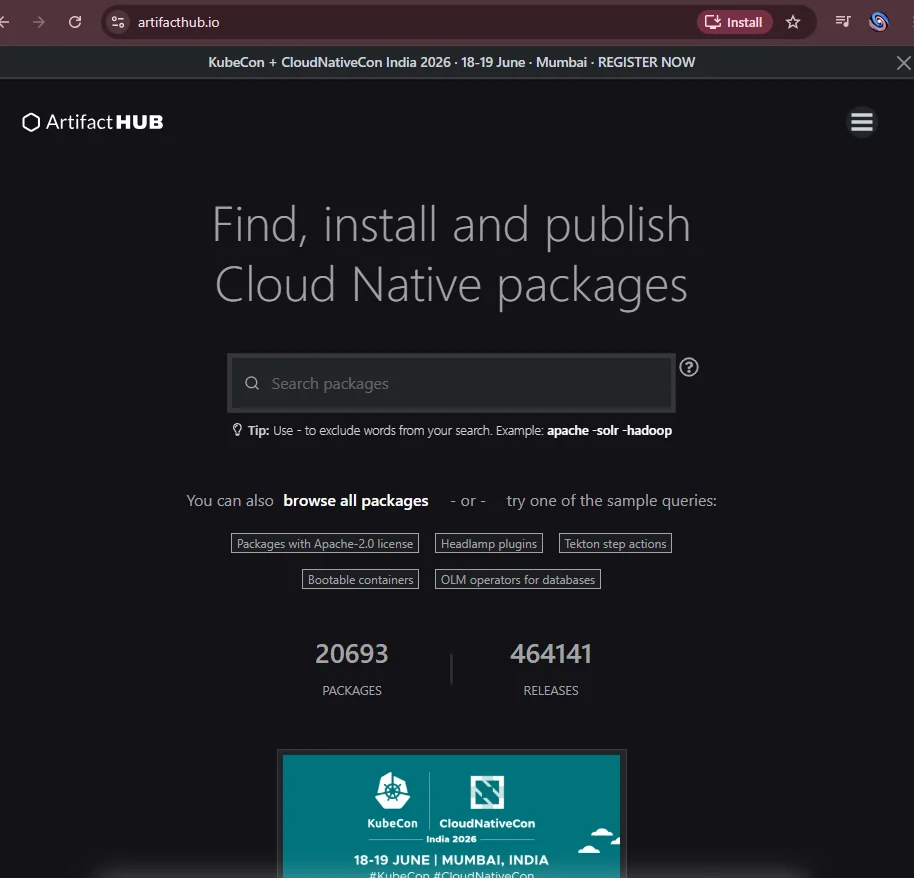 artifacthub.io
Install
KubeCon + CloudNativeCon India 2026 · 18-19 June · Mumbai · REGISTER NOW
ArtifactHUB
Find, install and publish
Cloud Native packages
Search packages
Tip: Use - to exclude words from your search. Example: apache -solr -hadoop
You can also browse all packages - or - try one of the sample queries:
Packages with Apache-2.0 license Headlamp plugins Tekton step actions
Bootable containers OLM operators for databases
20693 464141
PACKAGES RELEASES
KubeCon CloudNativeCon
India 2026
18-19 JUNE | MUMBAI, INDIA
#KubeCon #CloudNativeCon